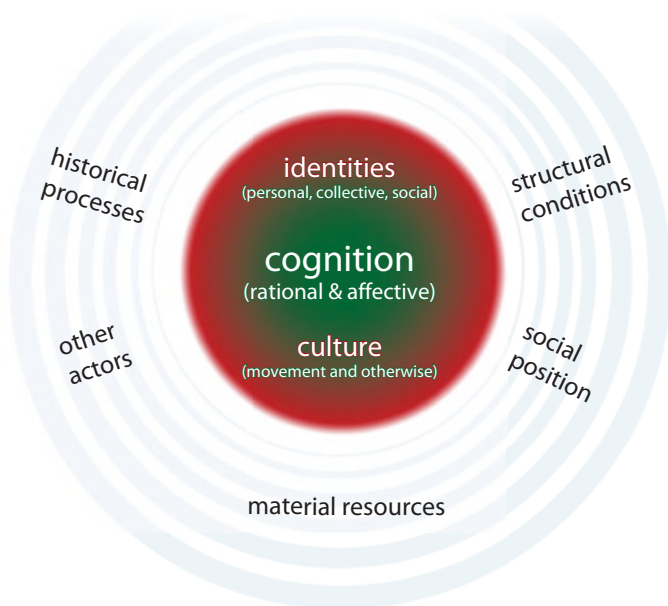 identities
(personal, collective, social)
cognition
(rational & affective)
culture
(movement and otherwise)
historical
processes
structural
conditions
other
actors
social
position
material resources